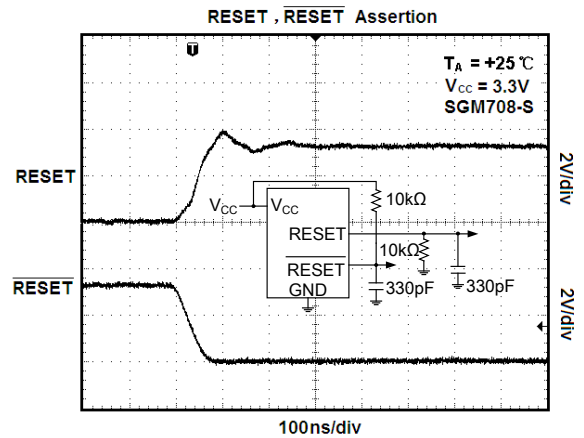 RESET , RESET Assertion
T
T_A = +25 ℃
V_CC = 3.3V
SGM708-S
RESET
2V/div
10kΩ
V_CC
V_CC
RESET
10kΩ
RESET
RESET
GND
330pF
330pF
2V/div
100ns/div